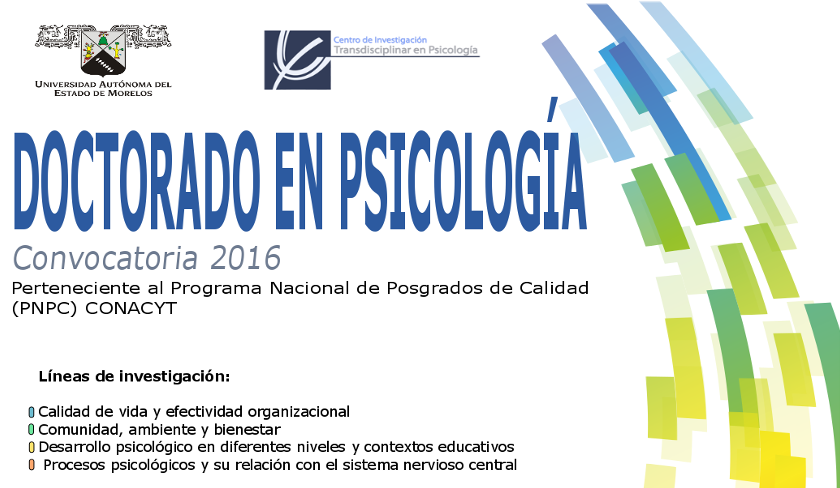 UNIVERSIDAD AUTÓNOMA DEL
ESTADO DE MORELOS
Centro de Investigación
Transdisciplinar en Psicología
DOCTORADO EN PSICOLOGÍA
Convocatoria 2016
Perteneciente al Programa Nacional de Posgrados de Calidad
(PNPC) CONACYT
Líneas de investigación:
Calidad de vida y efectividad organizacional
Comunidad, ambiente y bienestar
Desarrollo psicológico en diferentes niveles y contextos educativos
Procesos psicológicos y su relación con el sistema nervioso central